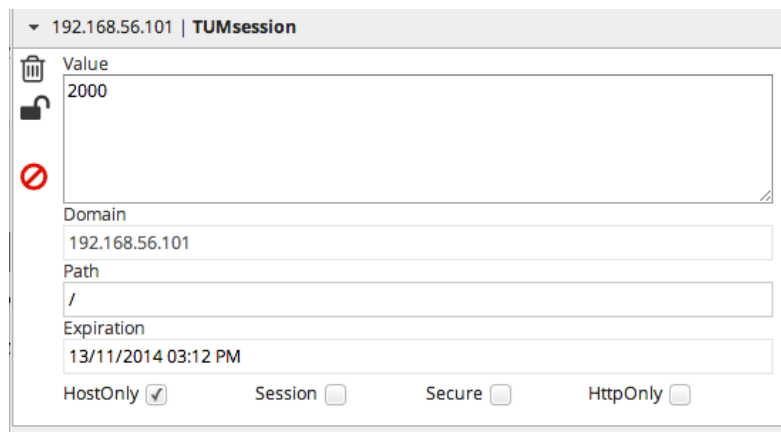 192.168.56.101 | TUMsession
Value
2000
Domain
192.168.56.101
Path
/
Expiration
13/11/2014 03:12 PM
HostOnly Session Secure HttpOnly